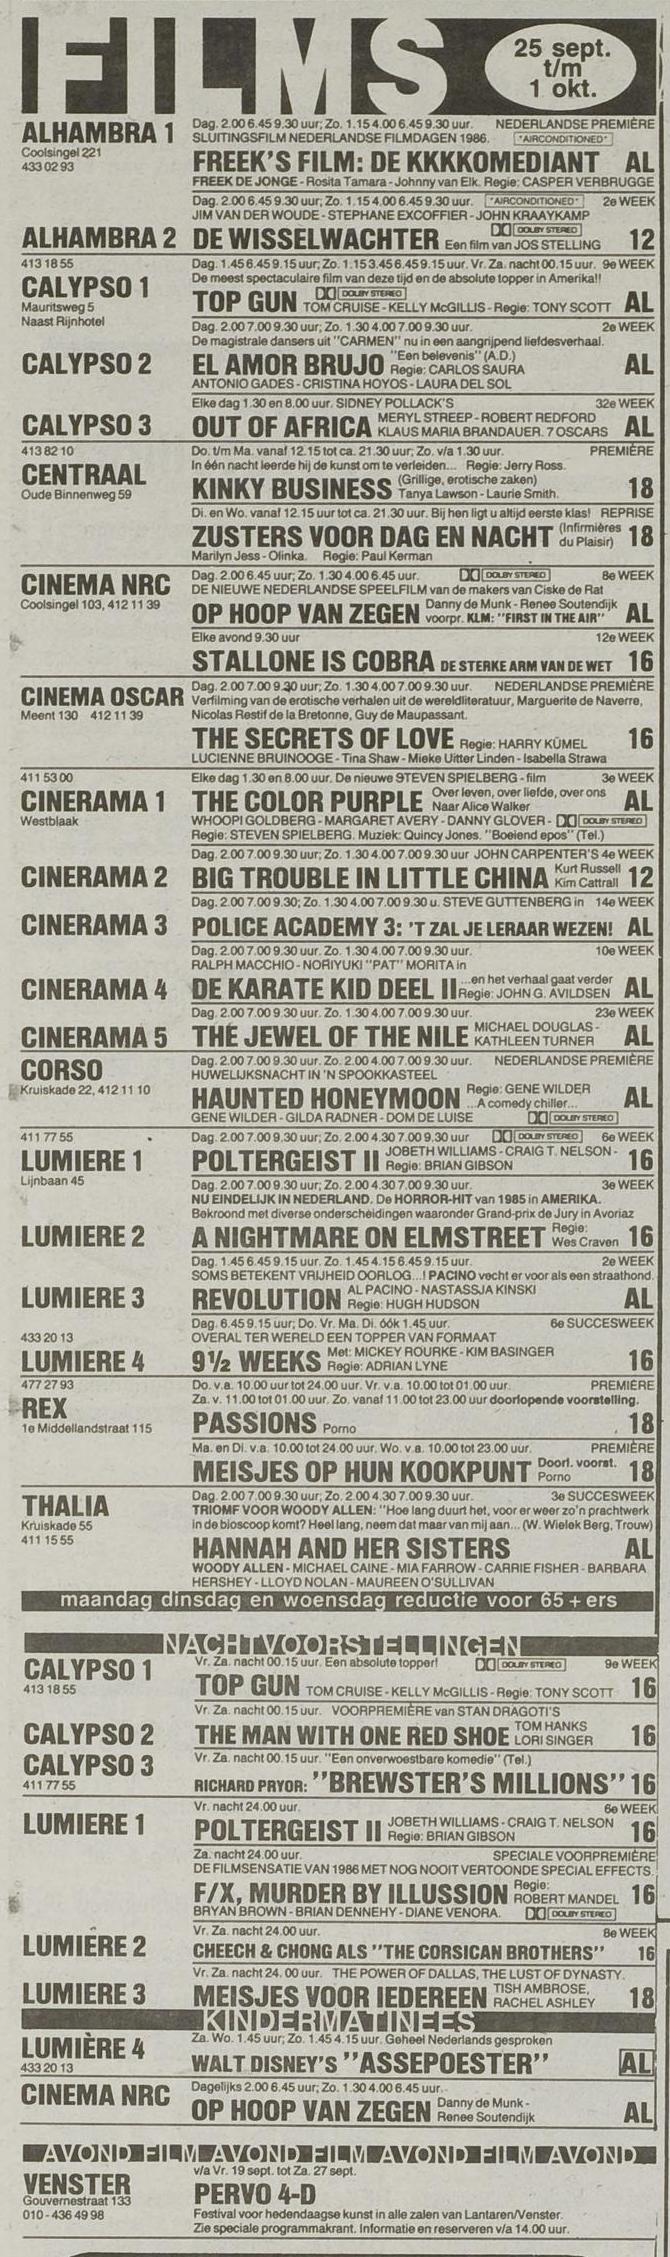 FILMS
25 sept.
t/m
1 okt.
ALHAMBRA 1
Coolsingel 221
433 02 93
Dag. 2.00 6.45 9.30 uur; Zo. 1.15 4.00 6.45 9.30 uur. NEDERLANDSE PREMIÈRE
SLUITINGSFILM NEDERLANDSE FILMDAGEN 1986. "AIRCONDITIONED"
FREEK'S FILM: DE KKKKOMEDIANT AL
FREEK DE JONGE - Rosita Tamara - Johnny van Elk. Regie: CASPER VERBRUGGE
Dag. 2.00 6.45 9.30 uur; Zo. 1.15 4.00 6.45 9.30 uur. "AIRCONDITIONED" 2e WEEK
JIM VAN DER WOUDE - STEPHANE EXCOFFIER - JOHN KRAAYKAMP
DOLBY STEREO
ALHAMBRA 2 DE WISSELWACHTER Een film van JOS STELLING 12
413 18 55
CALYPSO 1
Mauritsweg 5
Naast Rijnhotel
Dag. 1.45 6.45 9.15 uur; Zo. 1.15 3.45 6.45 9.15 uur. Vr. Za. nacht 00.15 uur. 9e WEEK
De meest spectaculaire film van deze tijd en de absolute topper in Amerika!!
DOLBY STEREO
TOP GUN TOM CRUISE - KELLY McGILLIS - Regie: TONY SCOTT AL
Dag. 2.00 7.00 9.30 uur; Zo. 1.30 4.00 7.00 9.30 uur. 2e WEEK
De magistrale dansers uit "CARMEN" nu in een aangrijpend liefdesverhaal.
CALYPSO 2 EL AMOR BRUJO "Een belevenis" (A.D.) Regie: CARLOS SAURA AL
ANTONIO GADES - CRISTINA HOYOS - LAURA DEL SOL
Elke dag 1.30 en 8.00 uur. SIDNEY POLLACK'S 32e WEEK
CALYPSO 3 OUT OF AFRICA MERYL STREEP - ROBERT REDFORD
KLAUS MARIA BRANDAUER. 7 OSCARS AL
413 82 10
CENTRAAL
Oude Binnenweg 59
Do. t/m Ma. vanaf 12.15 tot ca. 21.30 uur; Zo. v/a 1.30 uur. PREMIÈRE
In één nacht leerde hij de kunst om te verleiden... Regie: Jerry Ross.
KINKY BUSINESS (Grillige, erotische zaken)
Tanya Lawson - Laurie Smith. 18
Di. en Wo. vanaf 12.15 uur tot ca. 21.30 uur. Bij hen ligt u altijd eerste klas! REPRISE
ZUSTERS VOOR DAG EN NACHT (Infirmières
du Plaisir) 18
Marilyn Jess - Olinka. Regie: Paul Kerman
CINEMA NRC
Coolsingel 103, 412 11 39
Dag. 2.00 6.45 uur; Zo. 1.30 4.00 6.45 uur. DOLBY STEREO 8e WEEK
DE NIEUWE NEDERLANDSE SPEELFILM van de makers van Ciske de Rat
OP HOOP VAN ZEGEN Danny de Munk - Renee Soutendijk
voorpr. KLM: "FIRST IN THE AIR" AL
Elke avond 9.30 uur 12e WEEK
STALLONE IS COBRA DE STERKE ARM VAN DE WET 16
CINEMA OSCAR
Meent 130 412 11 39
Dag. 2.00 7.00 9.30 uur; Zo. 1.30 4.00 7.00 9.30 uur. NEDERLANDSE PREMIÈRE
Verfilming van de erotische verhalen uit de wereldliteratuur, Marguerite de Naverre,
Nicolas Restif de la Bretonne, Guy de Maupassant.
THE SECRETS OF LOVE Regie: HARRY KÜMEL 16
LUCIENNE BRUINOOGE - Tina Shaw - Mieke Uitter Linden - Isabella Strawa
411 53 00
CINERAMA 1
Westblaak
Elke dag 1.30 en 8.00 uur. De nieuwe STEVEN SPIELBERG - film 3e WEEK
THE COLOR PURPLE Over leven, over liefde, over ons
Naar Alice Walker AL
WHOOPI GOLDBERG - MARGARET AVERY - DANNY GLOVER - DOLBY STEREO
Regie: STEVEN SPIELBERG. Muziek: Quincy Jones. "Boeiend epos" (Tel.)
Dag. 2.00 7.00 9.30 uur; Zo. 1.30 4.00 7.00 9.30 uur JOHN CARPENTER'S 4e WEEK
CINERAMA 2 BIG TROUBLE IN LITTLE CHINA Kurt Russell
Kim Cattrall 12
Dag. 2.00 7.00 9.30; Zo. 1.30 4.00 7.00 9.30 u. STEVE GUTTENBERG in 14e WEEK
CINERAMA 3 POLICE ACADEMY 3: 'T ZAL JE LERAAR WEZEN! AL
Dag. 2.00 7.00 9.30 uur. Zo. 1.30 4.00 7.00 9.30 uur. 10e WEEK
RALPH MACCHIO - NORIYUKI "PAT" MORITA in
CINERAMA 4 DE KARATE KID DEEL II ...en het verhaal gaat verder
Regie: JOHN G. AVILDSEN AL
Dag. 2.00 7.00 9.30 uur. Zo. 1.30 4.00 7.00 9.30 uur. 23e WEEK
CINERAMA 5 THE JEWEL OF THE NILE MICHAEL DOUGLAS -
KATHLEEN TURNER AL
CORSO
Kruiskade 22, 412 11 10
Dag. 2.00 7.00 9.30 uur. Zo. 2.00 4.00 7.00 9.30 uur. NEDERLANDSE PREMIÈRE
HUWELIJKSNACHT IN 'N SPOOKKASTEEL
HAUNTED HONEYMOON Regie: GENE WILDER
...A comedy chiller... AL
GENE WILDER - GILDA RADNER - DOM DE LUISE DOLBY STEREO
411 77 55
LUMIERE 1
Lijnbaan 45
Dag. 2.00 7.00 9.30 uur; Zo. 2.00 4.30 7.00 9.30 uur DOLBY STEREO 6e WEEK
POLTERGEIST II JOBETH WILLIAMS - CRAIG T. NELSON -
Regie: BRIAN GIBSON 16
Dag. 2.00 7.00 9.30 uur; Zo. 2.00 4.30 7.00 9.30 uur. 3e WEEK
NU EINDELIJK IN NEDERLAND. De HORROR-HIT van 1985 in AMERIKA.
Bekroond met diverse onderscheidingen waaronder Grand-prix de Jury in Avoriaz
LUMIERE 2 A NIGHTMARE ON ELMSTREET Regie:
Wes Craven 16
Dag. 1.45 6.45 9.15 uur. Zo. 1.45 4.15 6.45 9.15 uur. 2e WEEK
SOMS BETEKENT VRIJHEID OORLOG...! PACINO vecht er voor als een straathond.
LUMIERE 3 REVOLUTION AL PACINO - NASTASSJA KINSKI
Regie: HUGH HUDSON AL
Dag. 6.45 9.15 uur; Do. Vr. Ma. Di. óók 1.45 uur. 6e SUCCESWEEK
433 20 13
OVERAL TER WERELD EEN TOPPER VAN FORMAAT
LUMIERE 4 9½ WEEKS Met: MICKEY ROURKE - KIM BASINGER
Regie: ADRIAN LYNE 16
477 27 93
REX
1e Middellandstraat 115
Do. v.a. 10.00 uur tot 24.00 uur. Vr. v.a. 10.00 tot 01.00 uur. PREMIÈRE
Za. v. 11.00 tot 01.00 uur. Zo. vanaf 11.00 tot 23.00 uur doorlopende voorstelling.
PASSIONS Porno 18
Ma. en Di. v.a. 10.00 tot 24.00 uur. Wo. v.a. 10.00 tot 23.00 uur. PREMIÈRE
MEISJES OP HUN KOOKPUNT Doorl. voorst.
Porno 18
THALIA
Kruiskade 55
411 15 55
Dag. 2.00 7.00 9.30 uur; Zo. 2.00 4.30 7.00 9.30 uur. 3e SUCCESWEEK
TRIOMF VOOR WOODY ALLEN: "Hoe lang duurt het, voor er weer zo'n prachtwerk
in de bioscoop komt? Heel lang, neem dat maar van mij aan... (W. Wielek Berg, Trouw)
HANNAH AND HER SISTERS AL
WOODY ALLEN - MICHAEL CAINE - MIA FARROW - CARRIE FISHER - BARBARA
HERSHEY - LLOYD NOLAN - MAUREEN O'SULLIVAN
maandag dinsdag en woensdag reductie voor 65 + ers
NACHTVOORSTELLINGEN
CALYPSO 1
413 18 55
Vr. Za. nacht 00.15 uur. Een absolute topper! DOLBY STEREO 9e WEEK
TOP GUN TOM CRUISE - KELLY McGILLIS - Regie: TONY SCOTT 16
Vr. Za. nacht 00.15 uur. VOORPREMIÈRE van STAN DRAGOTI'S
CALYPSO 2 THE MAN WITH ONE RED SHOE TOM HANKS
LORI SINGER 16
CALYPSO 3
411 77 55
Vr. Za. nacht 00.15 uur. "Een onverwoestbare komedie" (Tel.)
RICHARD PRYOR: "BREWSTER'S MILLIONS" 16
Vr. nacht 24.00 uur. 6e WEEK
LUMIERE 1 POLTERGEIST II JOBETH WILLIAMS - CRAIG T. NELSON
Regie: BRIAN GIBSON 16
Za. nacht 24.00 uur. SPECIALE VOORPREMIÈRE
DE FILMSENSATIE VAN 1986 MET NOG NOOIT VERTOONDE SPECIAL EFFECTS.
F/X, MURDER BY ILLUSSION Regie:
ROBERT MANDEL 16
BRYAN BROWN - BRIAN DENNEHY - DIANE VENORA. DOLBY STEREO
Vr. Za. nacht 24.00 uur. 8e WEEK
LUMIÈRE 2 CHEECH & CHONG ALS "THE CORSICAN BROTHERS" 16
Vr. Za. nacht 24.00 uur. THE POWER OF DALLAS, THE LUST OF DYNASTY.
LUMIERE 3 MEISJES VOOR IEDEREEN TISH AMBROSE,
RACHEL ASHLEY 18
KINDERMATINEES
LUMIÈRE 4
433 20 13
Za. Wo. 1.45 uur; Zo. 1.45 4.15 uur. Geheel Nederlands gesproken
WALT DISNEY'S "ASSEPOESTER" AL
Dagelijks 2.00 6.45 uur; Zo. 1.30 4.00 6.45 uur.
CINEMA NRC OP HOOP VAN ZEGEN Danny de Munk -
Renee Soutendijk AL
AVOND FILM AVOND FILM AVOND FILM AVOND
VENSTER
Gouvernestraat 133
010 - 436 49 98
v/a Vr. 19 sept. tot Za. 27 sept.
PERVO 4-D
Festival voor hedendaagse kunst in alle zalen van Lantaren/Venster.
Zie speciale programmakrant. Informatie en reserveren v/a 14.00 uur.